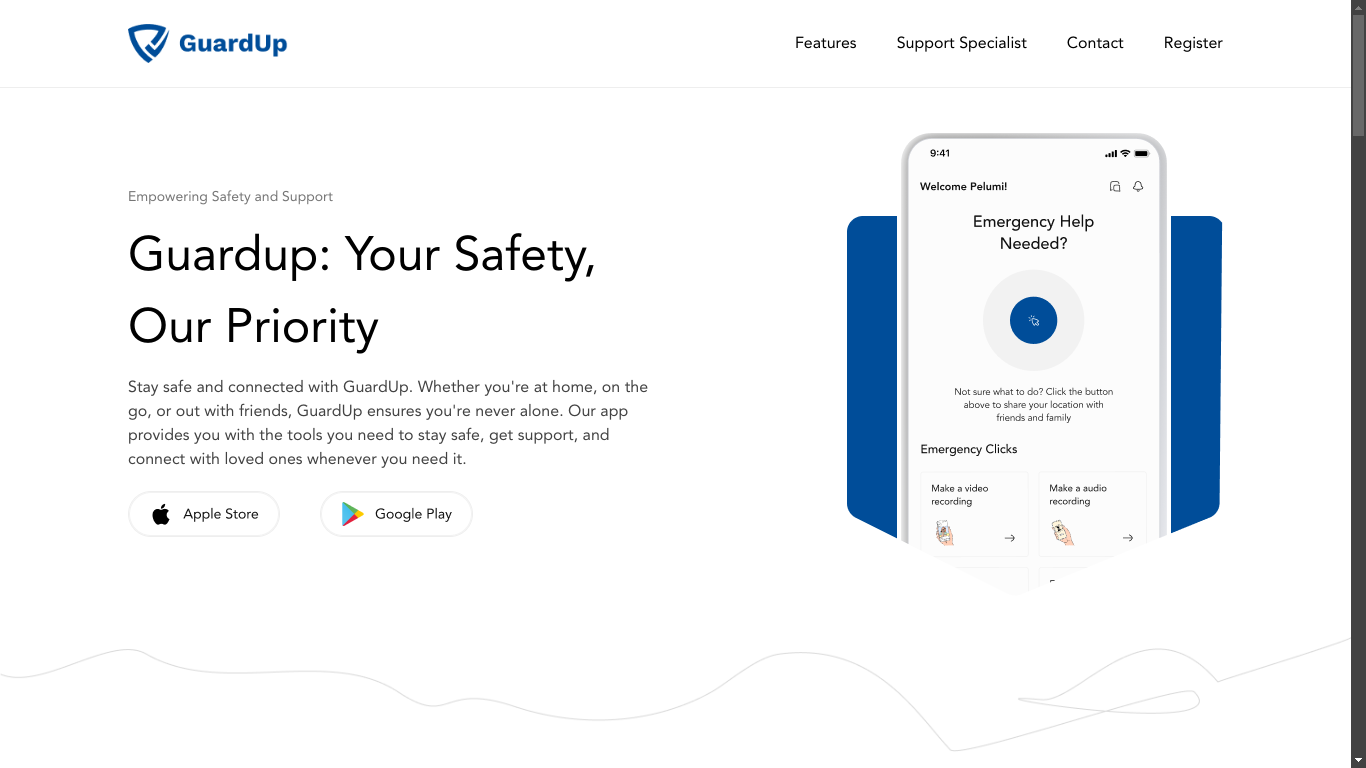 GuardUp
Features
Support Specialist
Contact
Register
Empowering Safety and Support
Guardup: Your Safety,
Our Priority
Stay safe and connected with GuardUp. Whether you're at home, on the
go, or out with friends, GuardUp ensures you're never alone. Our app
provides you with the tools you need to stay safe, get support, and
connect with loved ones whenever you need it.
Apple Store
Google Play
9:41
Welcome Pelumi!
Emergency Help
Needed?
Not sure what to do? Click the button
above to share your location with
friends and family
Emergency Clicks
Make a video
recording
Make a audio
recording